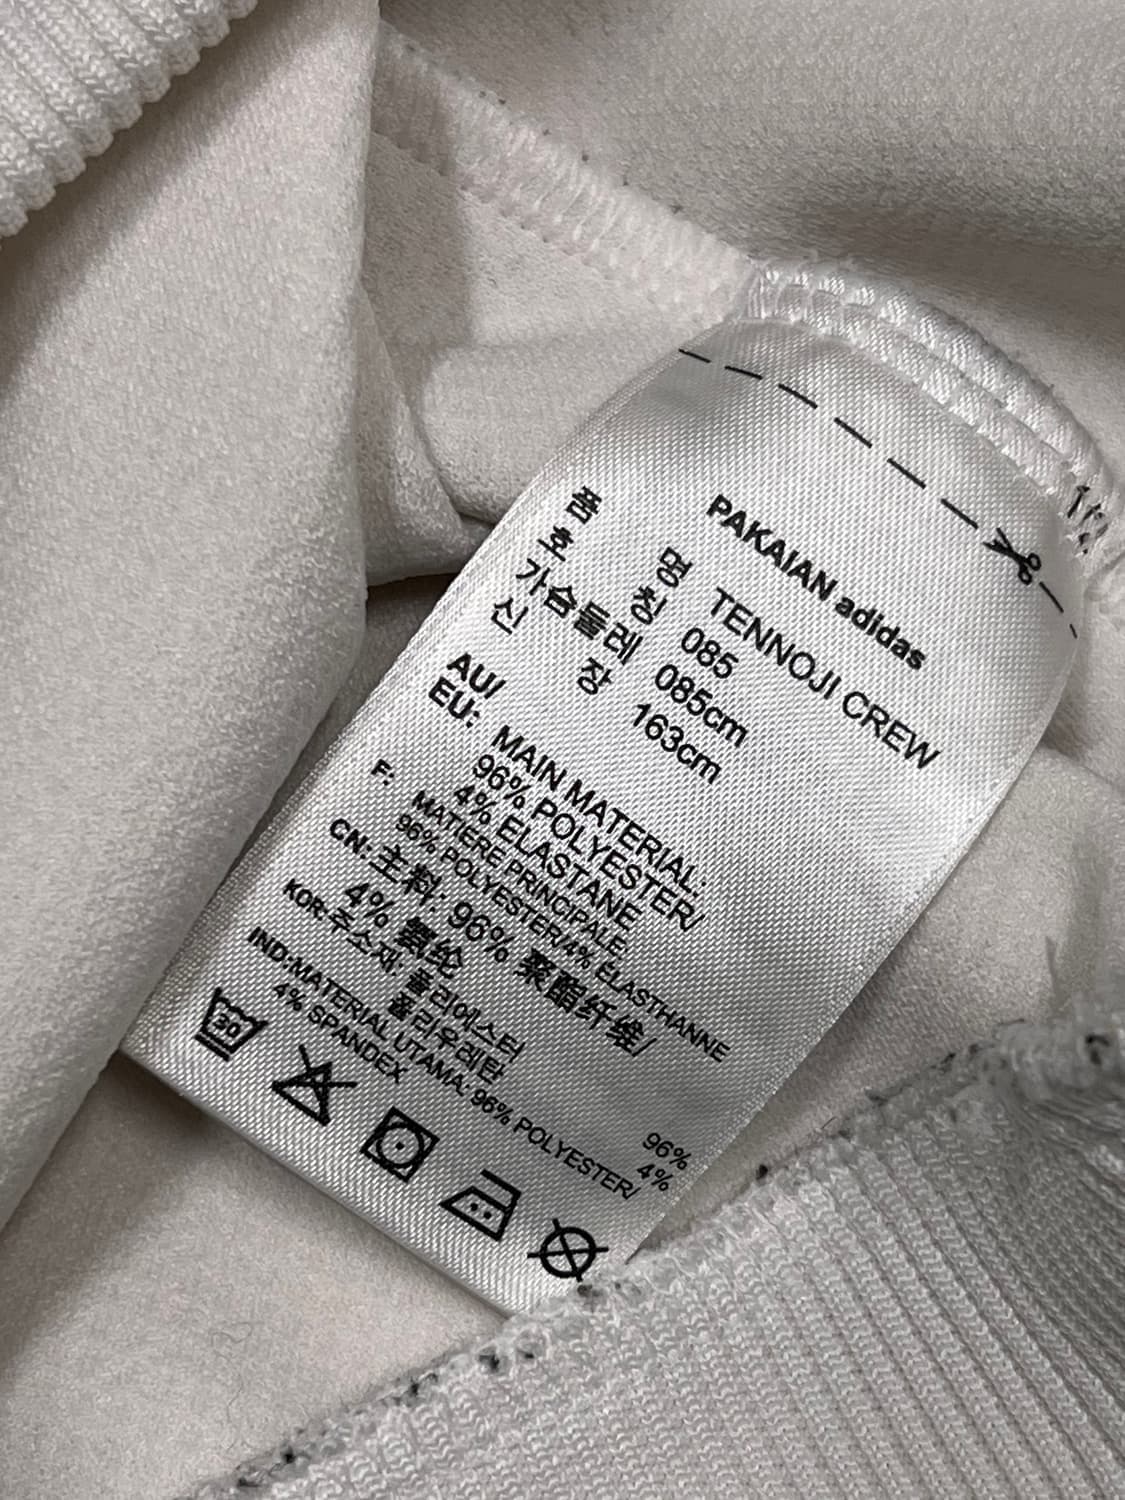 PAKAIAN adidas
품 명 TENNOJI CREW
호 칭 085
가슴둘레 085cm
신 장 163cm
AU/
EU: MAIN MATERIAL:
96% POLYESTER/
4% ELASTANE
F: MATIERE PRINCIPALE
96% POLYESTER/4% ELASTHANNE
CN: 主料: 96% 聚酯纤维/
4% 氨纶
KOR: 주소재: 폴리에스터 96%
폴리우레탄 4%
IND:MATERIAL UTAMA: 96% POLYESTER/
4% SPANDEX
30